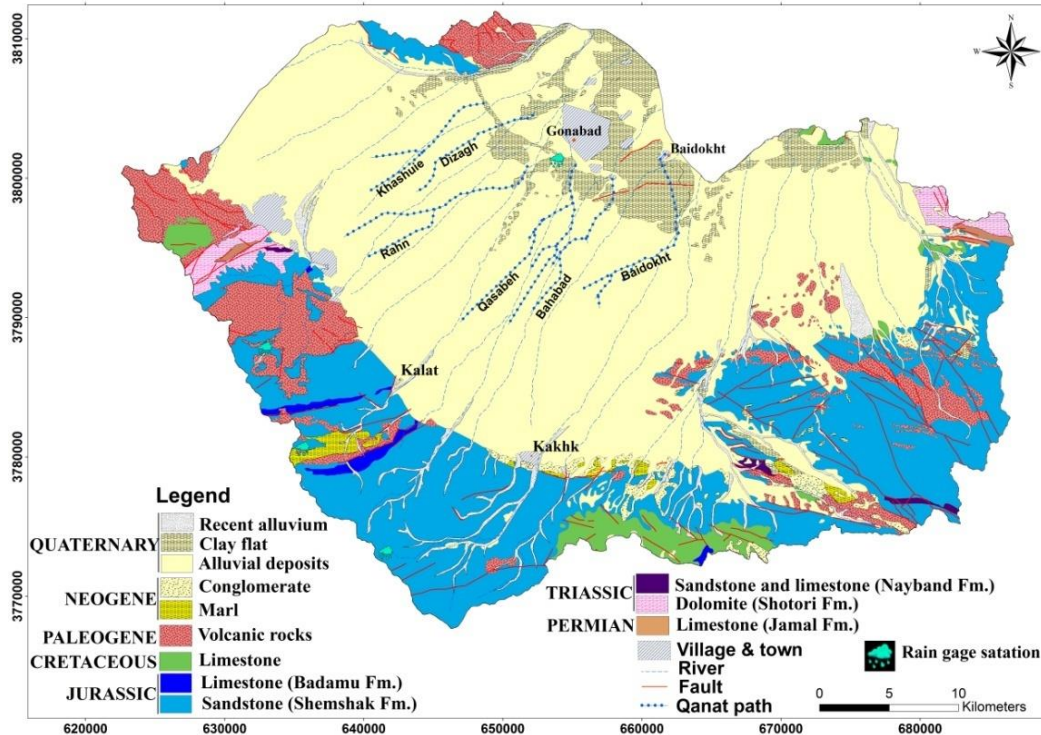 3810000
3800000
3790000
3780000
3770000
N
W
S
Gonabad
Baidokht
Khashuie
Dizagh
Rahn
Qasabeh
Bahabad
Baidokht
Kalat
Kakhk
Legend
QUATERNARY
Recent alluvium
Clay flat
Alluvial deposits
NEOGENE
Conglomerate
Marl
PALEOGENE
Volcanic rocks
CRETACEOUS
Limestone
JURASSIC
Limestone (Badamu Fm.)
Sandstone (Shemshak Fm.)
TRIASSIC
Sandstone and limestone (Nayband Fm.)
Dolomite (Shotori Fm.)
PERMIAN
Limestone (Jamal Fm.)
Village & town
River
Fault
Qanat path
Rain gage satation
0 5 10
Kilometers
620000 630000 640000 650000 660000 670000 680000